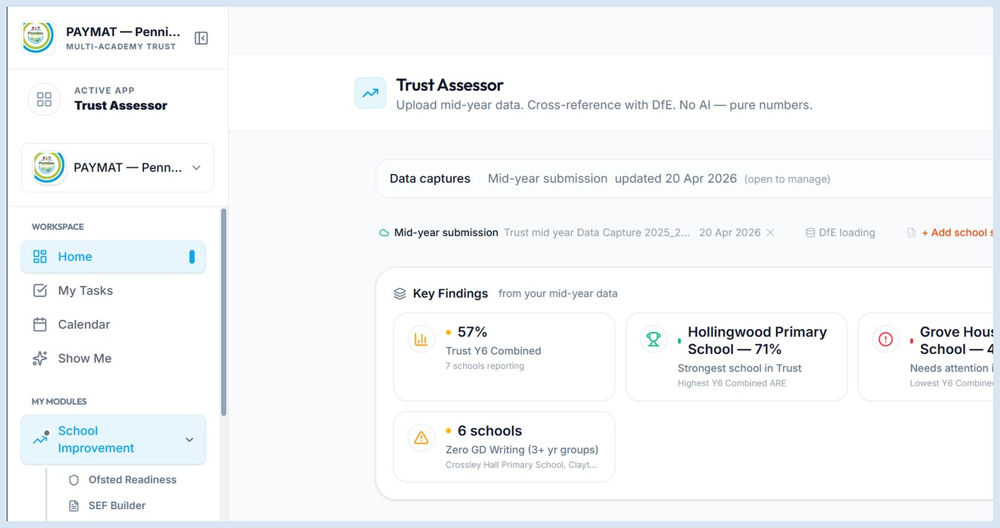 PAYMAT — Penni...
MULTI-ACADEMY TRUST
ACTIVE APP
Trust Assessor
PAYMAT — Penn...
WORKSPACE
Home
My Tasks
Calendar
Show Me
MY MODULES
School
Improvement
Ofsted Readiness
SEF Builder
Trust Assessor
Upload mid-year data. Cross-reference with DfE. No AI — pure numbers.
Data captures · Mid-year submission updated 20 Apr 2026 (open to manage)
Mid-year submission Trust mid year Data Capture 2025_2... 20 Apr 2026 · DfE loading · + Add school s
Key Findings from your mid-year data
57%
Trust Y6 Combined
7 schools reporting
Hollingwood Primary
School — 71%
Strongest school in Trust
Highest Y6 Combined ARE
Grove Hous
School — 4
Needs attention i
Lowest Y6 Combined
6 schools
Zero GD Writing (3+ yr groups)
Crossley Hall Primary School, Clayt...